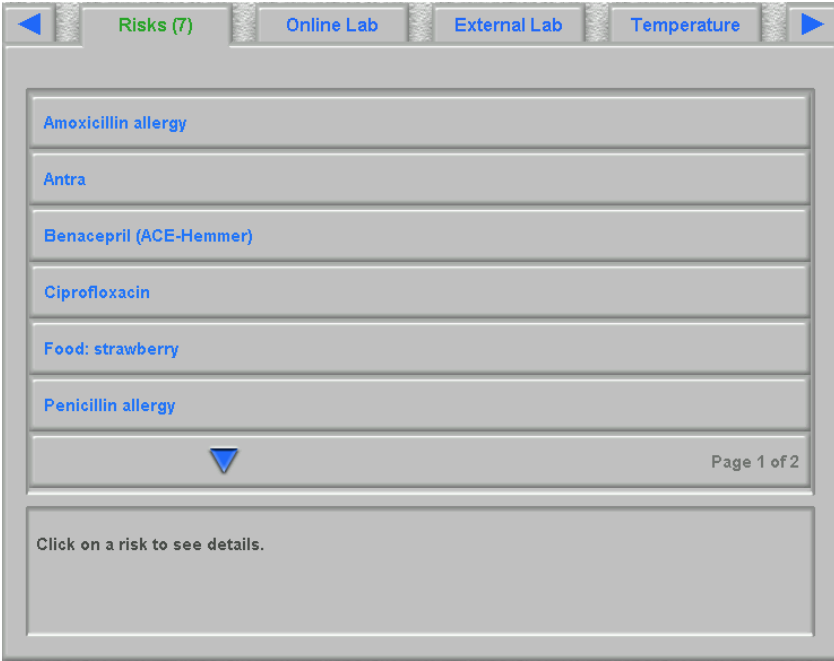 Risks (7) Online Lab External Lab Temperature
Amoxicillin allergy
Antra
Benacepril (ACE-Hemmer)
Ciprofloxacin
Food: strawberry
Penicillin allergy
Page 1 of 2
Click on a risk to see details.